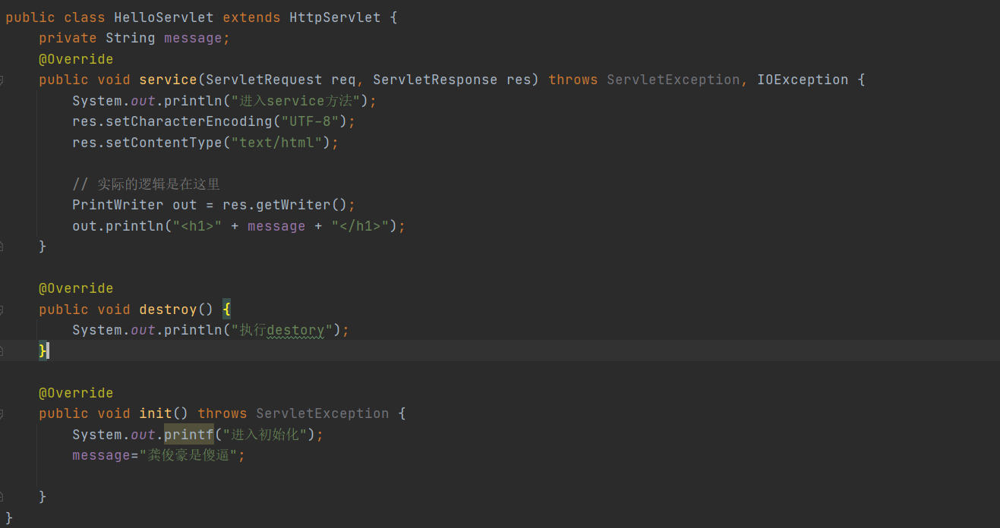 public class HelloServlet extends HttpServlet {
private String message;
@Override
public void service(ServletRequest req, ServletResponse res) throws ServletException, IOException {
System.out.println("进入service方法");
res.setCharacterEncoding("UTF-8");
res.setContentType("text/html");
// 实际的逻辑是在这里
PrintWriter out = res.getWriter();
out.println("<h1>" + message + "</h1>");
}
@Override
public void destroy() {
System.out.println("执行destory");
}
@Override
public void init() throws ServletException {
System.out.printf("进入初始化");
message="龚俊豪是傻逼";
}
}